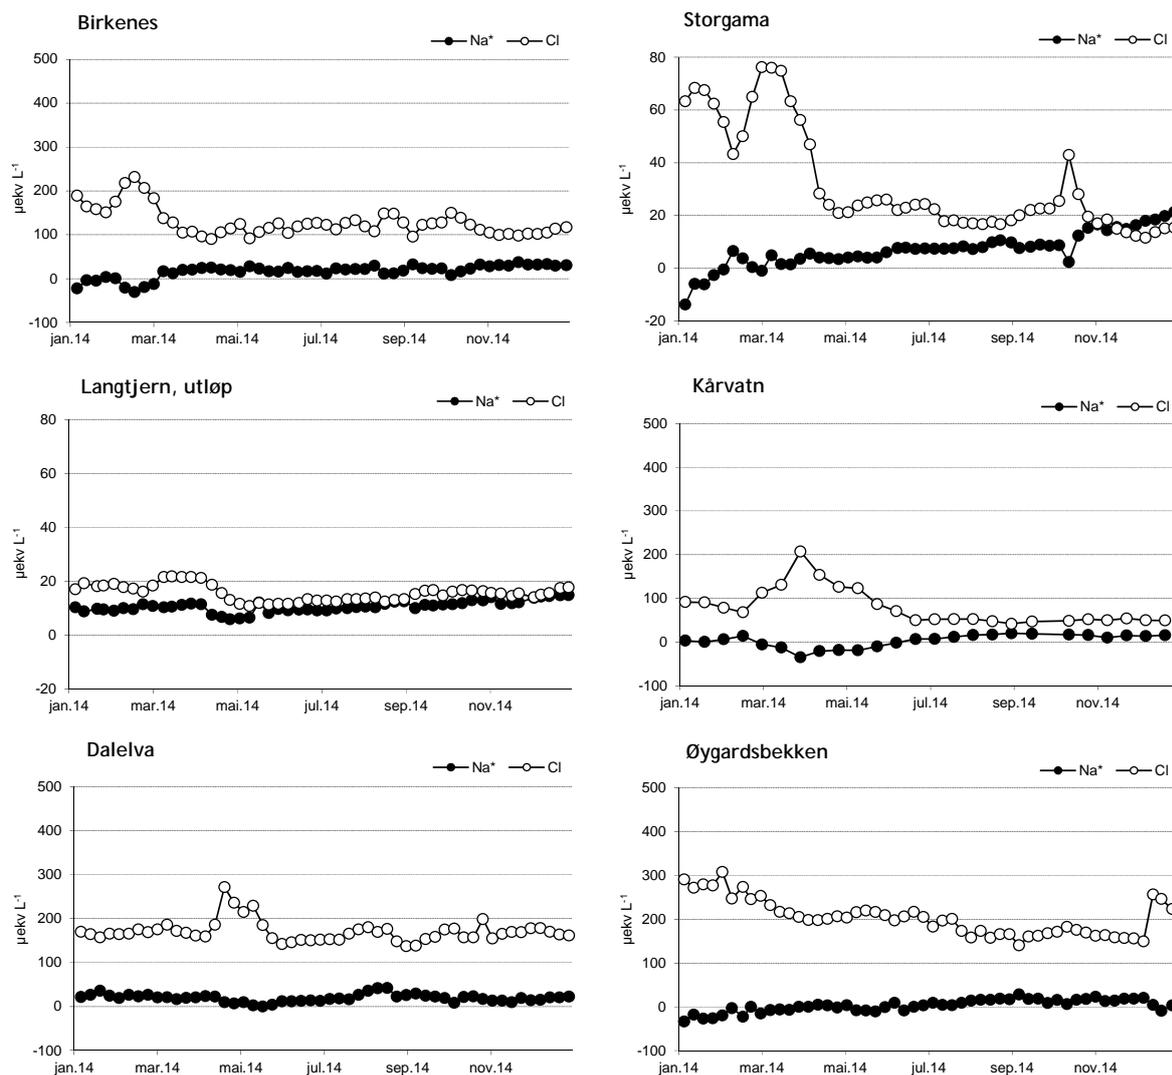 Birkenes
Na* Cl
500
400
300
200
100
0
-100
µekv L-1
jan.14 mar.14 mai.14 jul.14 sep.14 nov.14
Storgama
Na* Cl
80
60
40
20
0
-20
µekv L-1
jan.14 mar.14 mai.14 jul.14 sep.14 nov.14
Langtjern, utløp
Na* Cl
80
60
40
20
0
-20
µekv L-1
jan.14 mar.14 mai.14 jul.14 sep.14 nov.14
Kårvatn
Na* Cl
500
400
300
200
100
0
-100
µekv L-1
jan.14 mar.14 mai.14 jul.14 sep.14 nov.14
Dalelva
Na* Cl
500
400
300
200
100
0
-100
µekv L-1
jan.14 mar.14 mai.14 jul.14 sep.14 nov.14
Øygardsbekken
Na* Cl
500
400
300
200
100
0
-100
µekv L-1
jan.14 mar.14 mai.14 jul.14 sep.14 nov.14